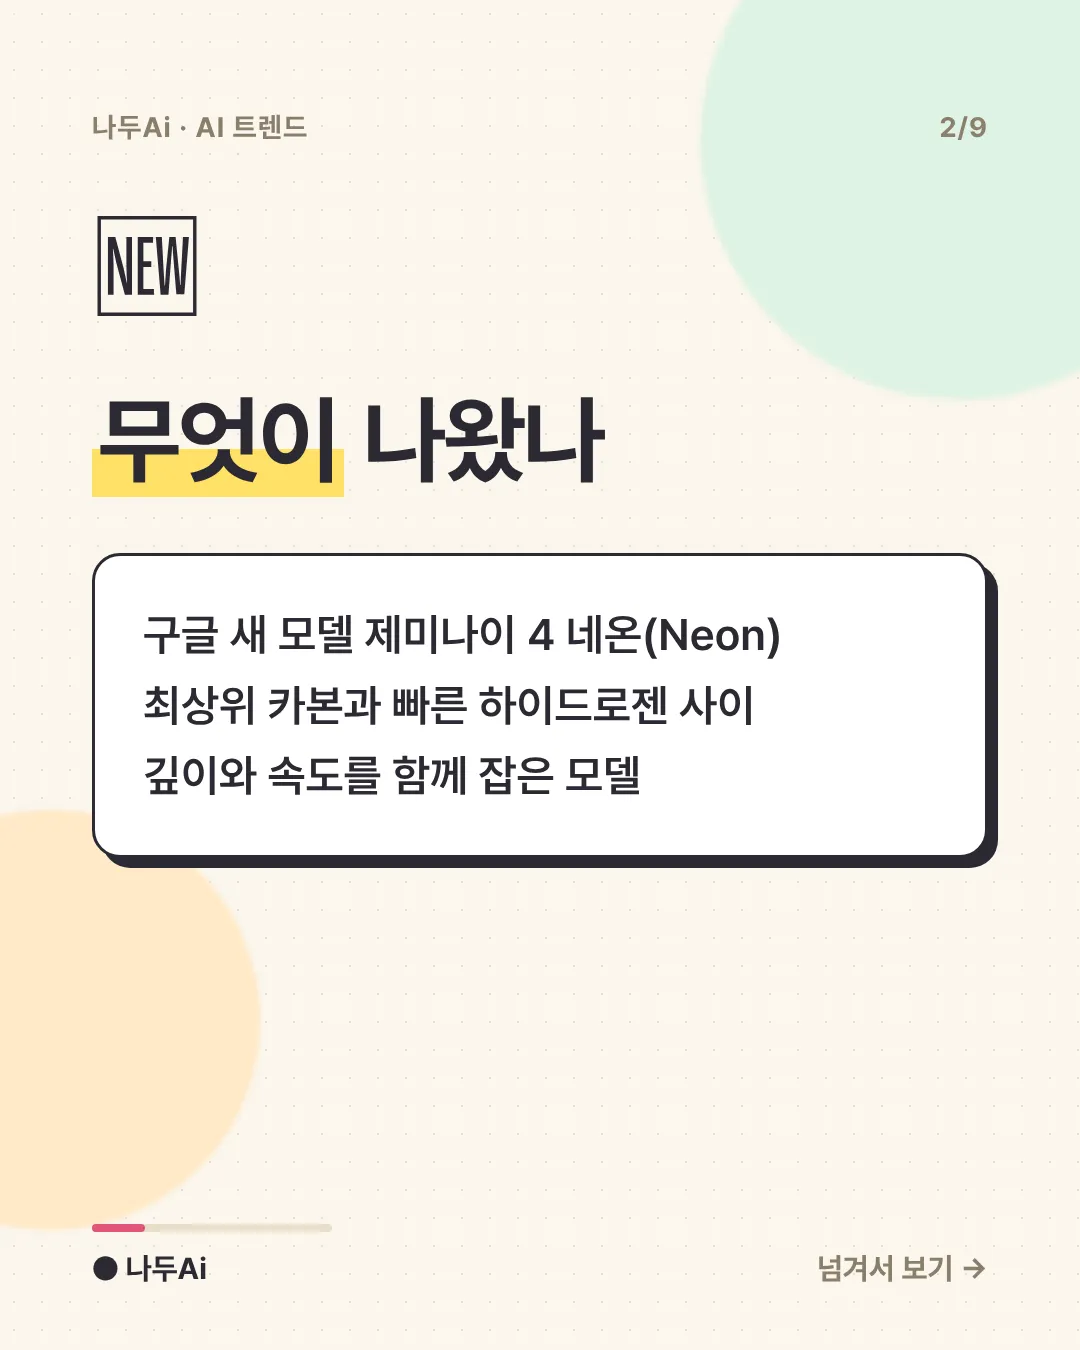 나두Ai · AI 트렌드
2/9
NEW
무엇이 나왔나
구글 새 모델 제미나이 4 네온(Neon)
최상위 카본과 빠른 하이드로젠 사이
깊이와 속도를 함께 잡은 모델
나두Ai
넘겨서 보기 →